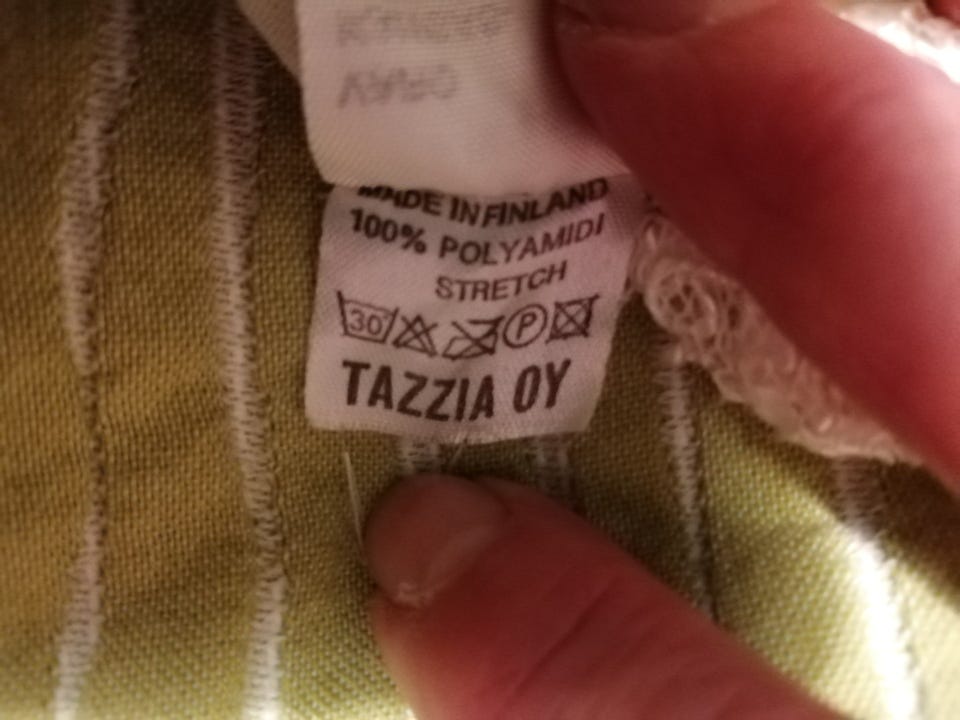 MADE IN FINLAND
100% POLYAMIDI
STRETCH
30 P
TAZZIA OY